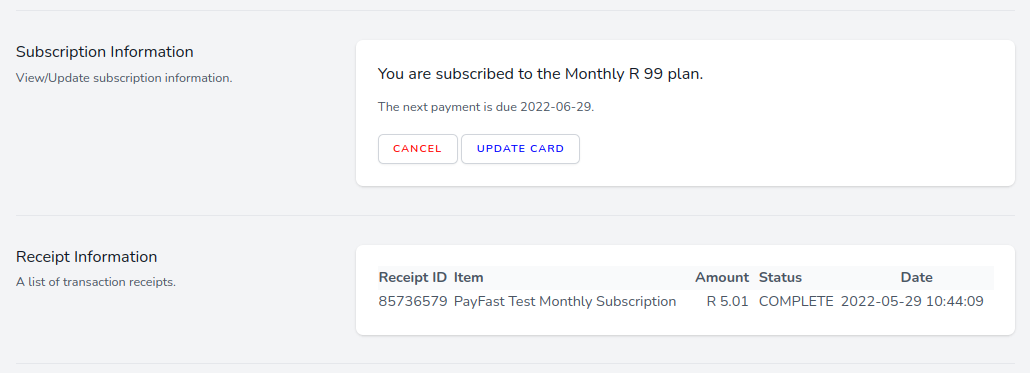 Subscription Information
View/Update subscription information.
You are subscribed to the Monthly R 99 plan.
The next payment is due 2022-06-29.
CANCEL UPDATE CARD
Receipt Information
A list of transaction receipts.
Receipt ID Item Amount Status Date
85736579 PayFast Test Monthly Subscription R 5.01 COMPLETE 2022-05-29 10:44:09